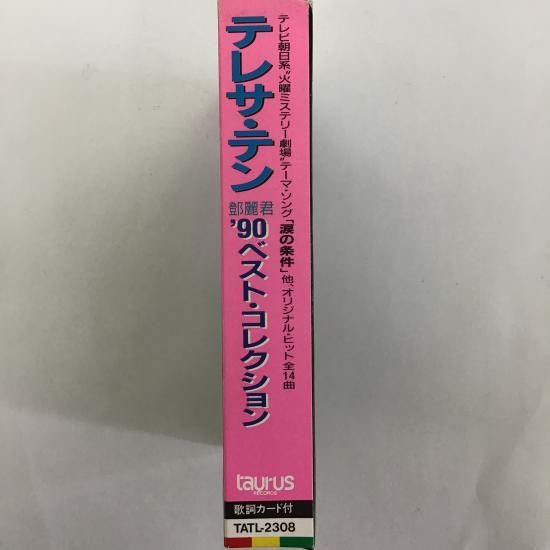 テレビ朝日系“火曜ミステリー劇場”テーマ・ソング「涙の条件」他、オリジナル・ヒット全14曲
テレサ・テン
鄧麗君
'90ベスト・コレクション
taurus
RECORDS
歌詞カード付
TATL-2308